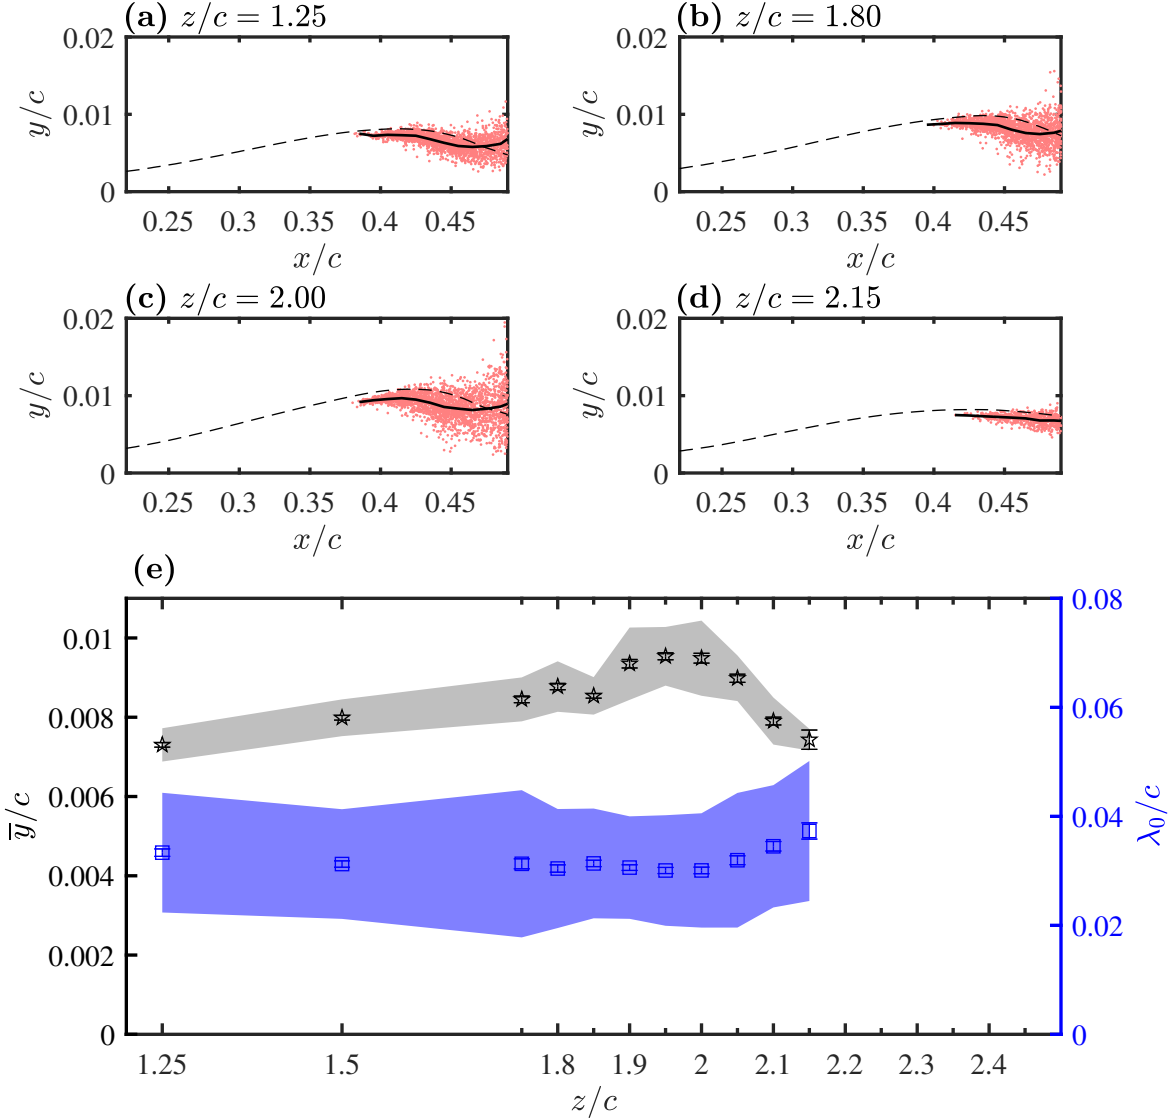 (a) z/c = 1.25
(b) z/c = 1.80
0.02
0.01
0
y/c
0.25 0.3 0.35 0.4 0.45
x/c
0.02
0.01
0
y/c
0.25 0.3 0.35 0.4 0.45
x/c
(c) z/c = 2.00
(d) z/c = 2.15
0.02
0.01
0
y/c
0.25 0.3 0.35 0.4 0.45
x/c
0.02
0.01
0
y/c
0.25 0.3 0.35 0.4 0.45
x/c
(e)
0.01
0.008
0.006
0.004
0.002
0
y̅/c
0.08
0.06
0.04
0.02
0
λ₀/c
1.25 1.5 1.8 1.9 2 2.1 2.2 2.3 2.4
z/c